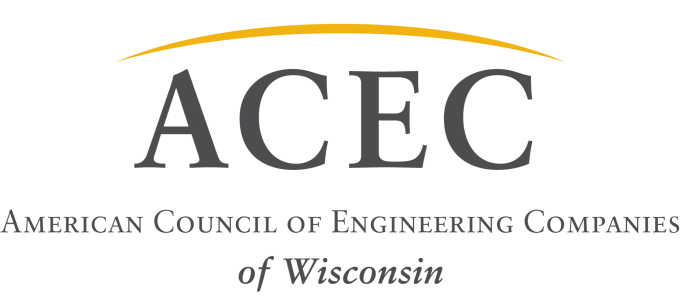 ACEC
American Council of Engineering Companies
of Wisconsin